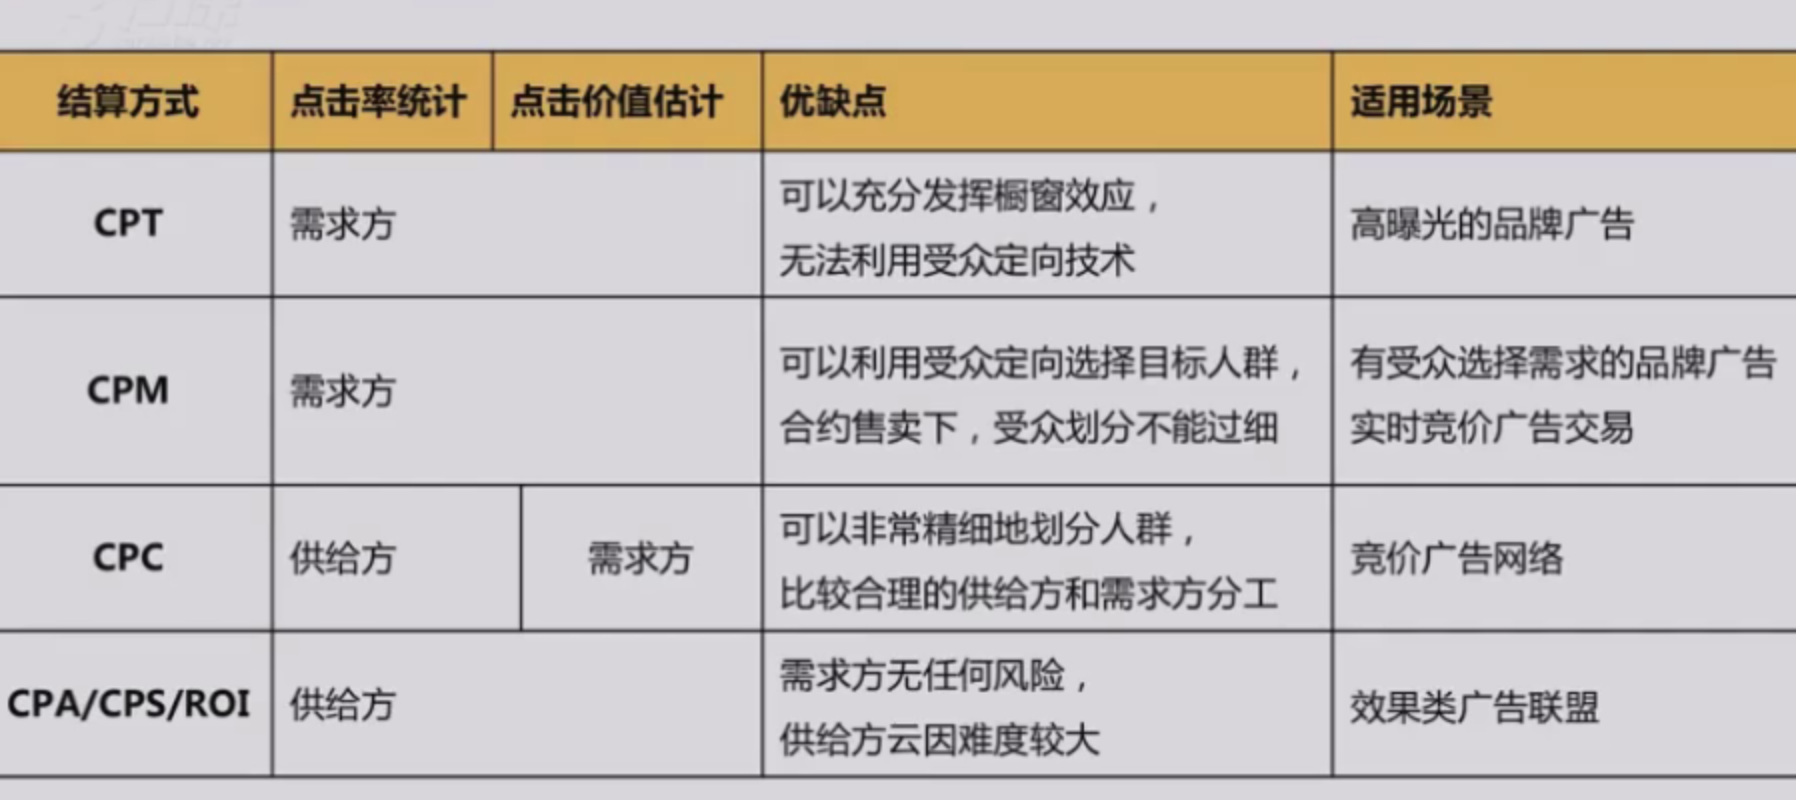 结算方式 点击率统计 点击价值估计 优缺点 适用场景
CPT 需求方 可以充分发挥橱窗效应，
无法利用受众定向技术 高曝光的品牌广告
CPM 需求方 可以利用受众定向选择目标人群，
合约售卖下，受众划分不能过细 有受众选择需求的品牌广告
实时竞价广告交易
CPC 供给方 需求方 可以非常精细地划分人群，
比较合理的供给方和需求方分工 竞价广告网络
CPA/CPS/ROI 供给方 需求方无任何风险，
供给方云因难度较大 效果类广告联盟